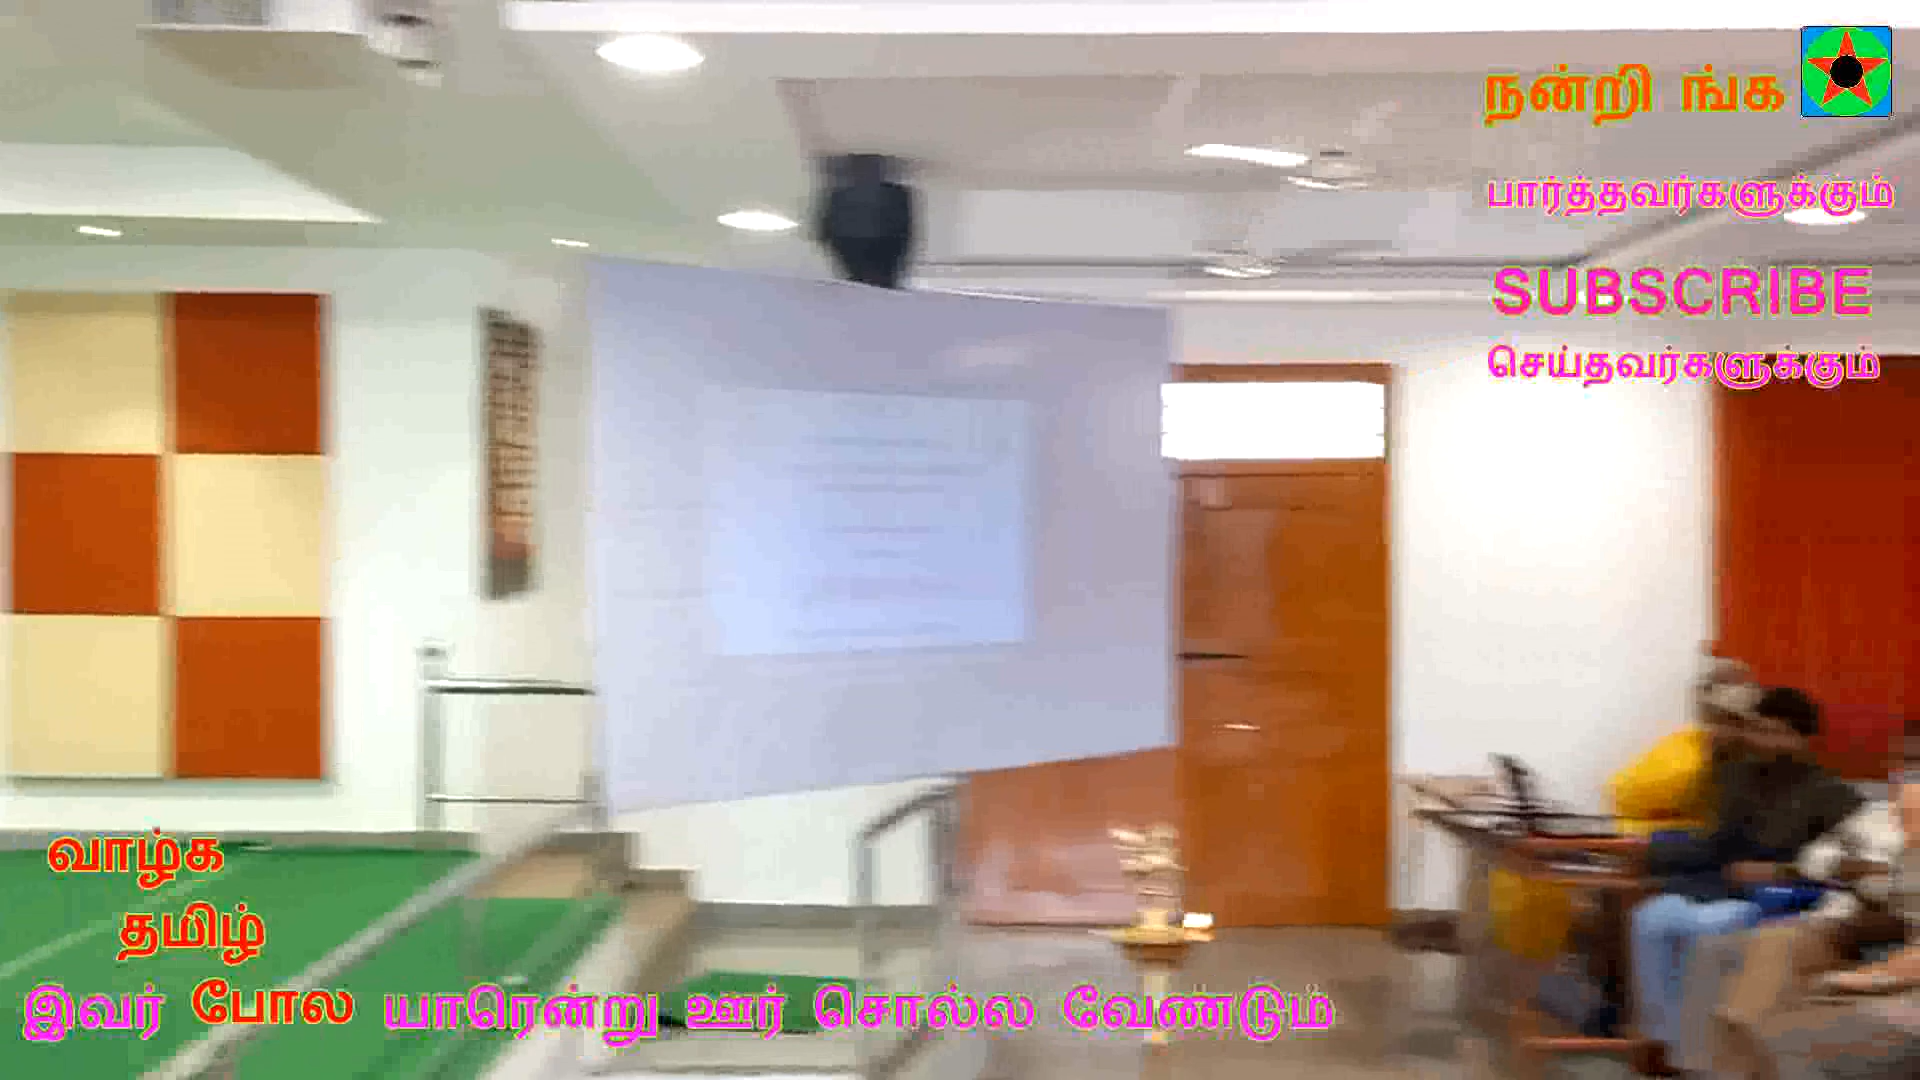 நன்றி ங்க
பார்த்தவர்களுக்கும்
SUBSCRIBE
செய்தவர்களுக்கும்
வாழ்க
தமிழ்
இவர் போல யாரென்று ஊர் சொல்ல வேண்டும்